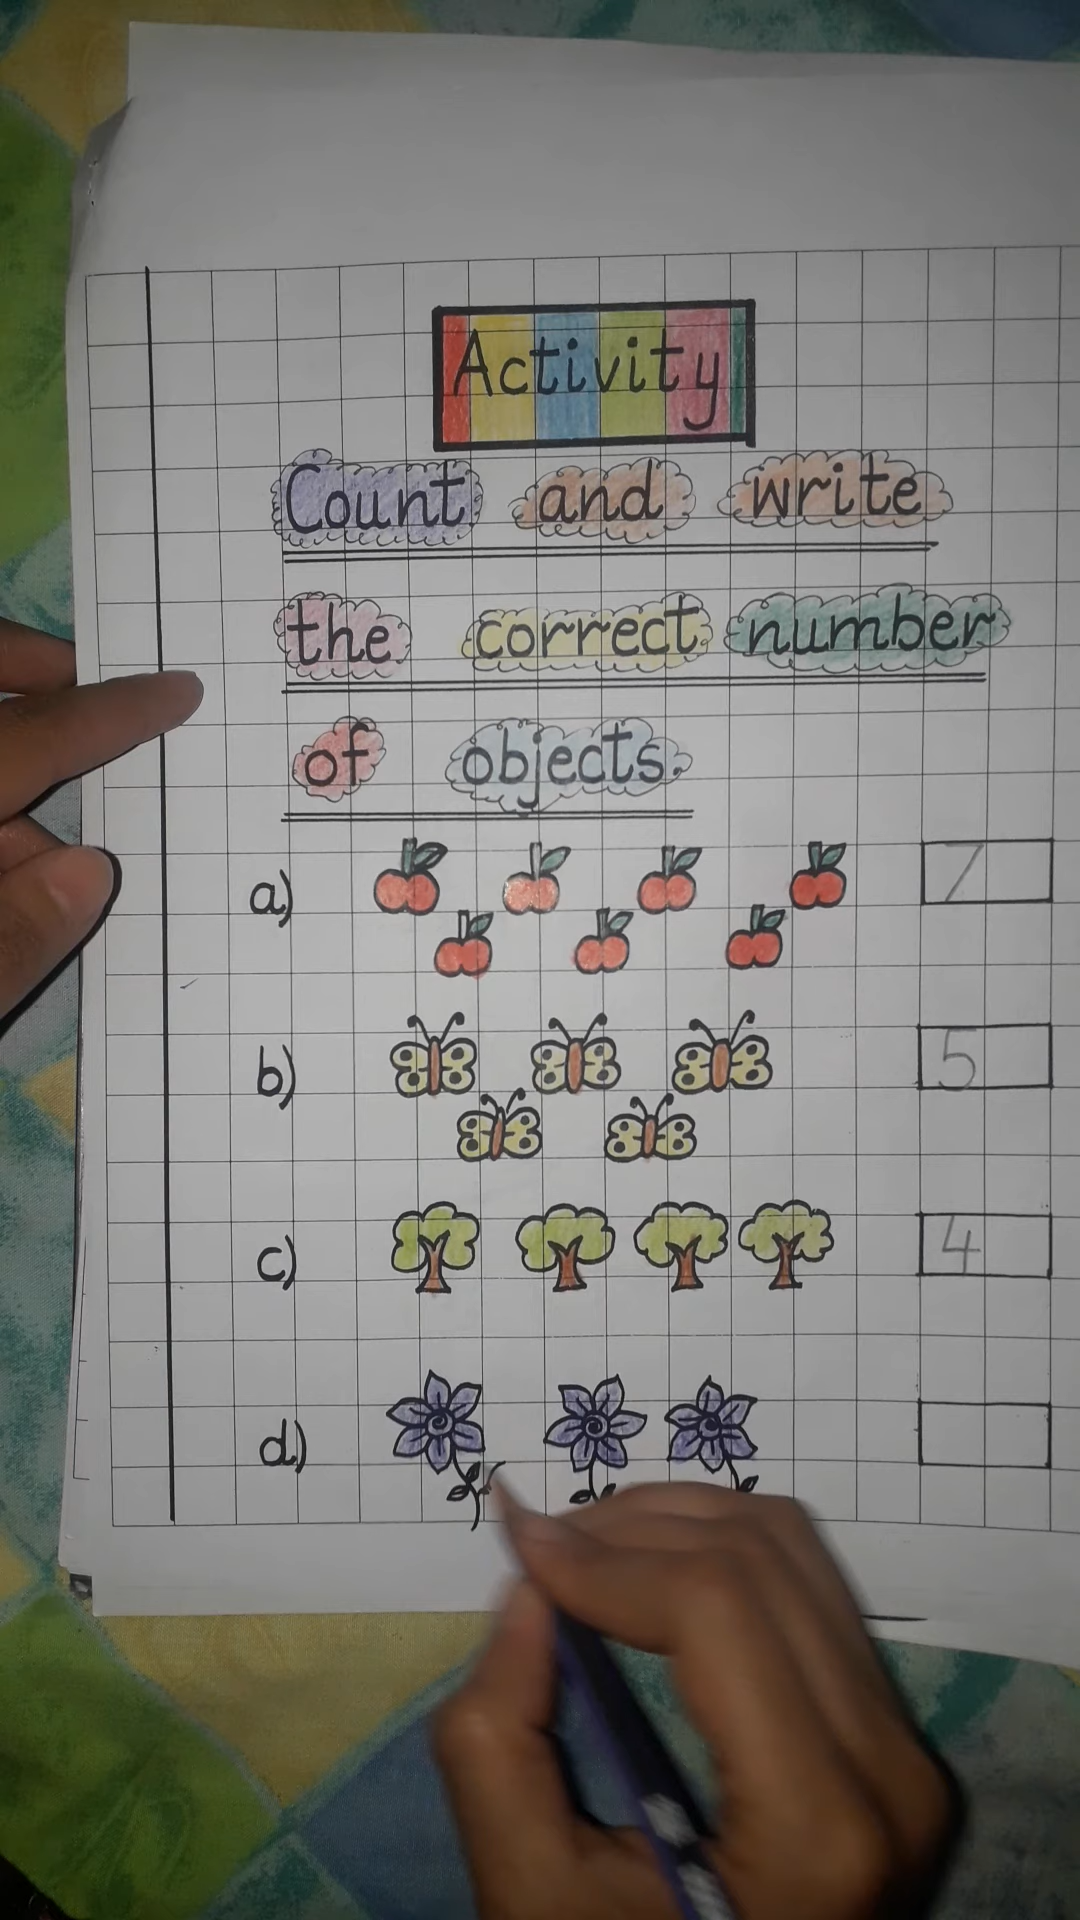 Activity
Count and write
the correct number
of objects.
a) 7
b) 5
c) 4
d)